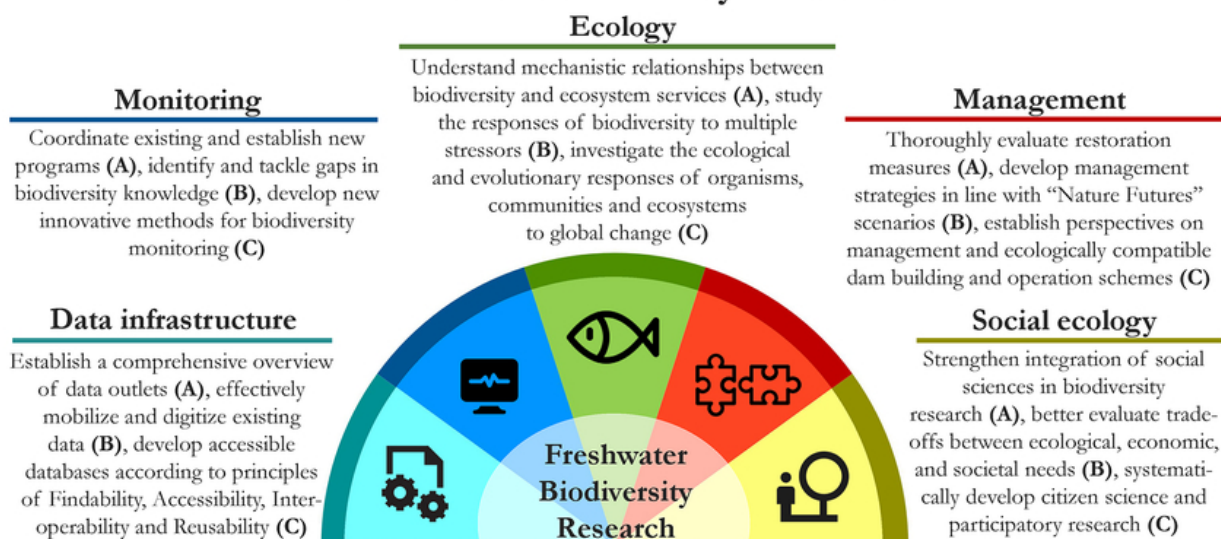 Ecology
Understand mechanistic relationships between
biodiversity and ecosystem services (A), study
the responses of biodiversity to multiple
stressors (B), investigate the ecological
and evolutionary responses of organisms,
communities and ecosystems
to global change (C)
Monitoring
Coordinate existing and establish new
programs (A), identify and tackle gaps in
biodiversity knowledge (B), develop new
innovative methods for biodiversity
monitoring (C)
Management
Thoroughly evaluate restoration
measures (A), develop management
strategies in line with “Nature Futures”
scenarios (B), establish perspectives on
management and ecologically compatible
dam building and operation schemes (C)
Data infrastructure
Establish a comprehensive overview
of data outlets (A), effectively
mobilize and digitize existing
data (B), develop accessible
databases according to principles
of Findability, Accessibility, Inter-
operability and Reusability (C)
Social ecology
Strengthen integration of social
sciences in biodiversity
research (A), better evaluate trade-
offs between ecological, economic,
and societal needs (B), systemati-
cally develop citizen science and
participatory research (C)
Freshwater
Biodiversity
Research